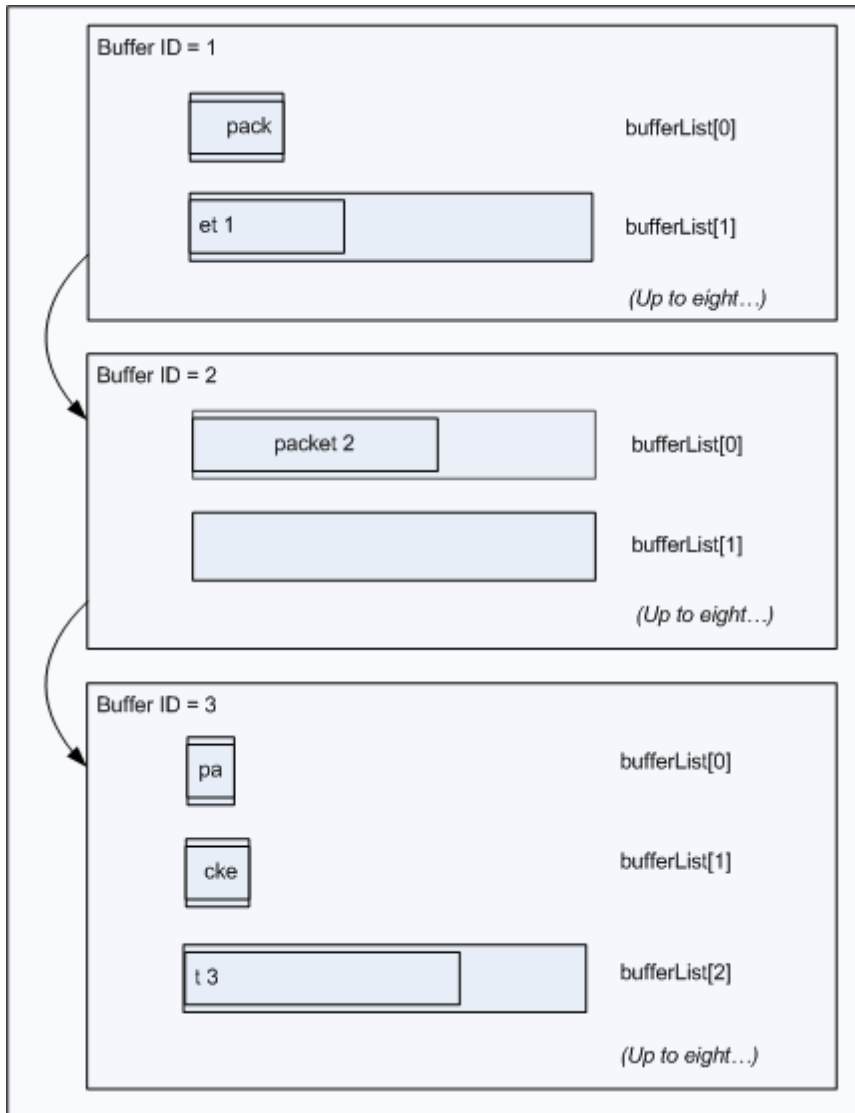 Buffer ID = 1
pack
bufferList[0]
et 1
bufferList[1]
(Up to eight…)
Buffer ID = 2
packet 2
bufferList[0]
bufferList[1]
(Up to eight…)
Buffer ID = 3
pa
bufferList[0]
cke
bufferList[1]
t 3
bufferList[2]
(Up to eight…)